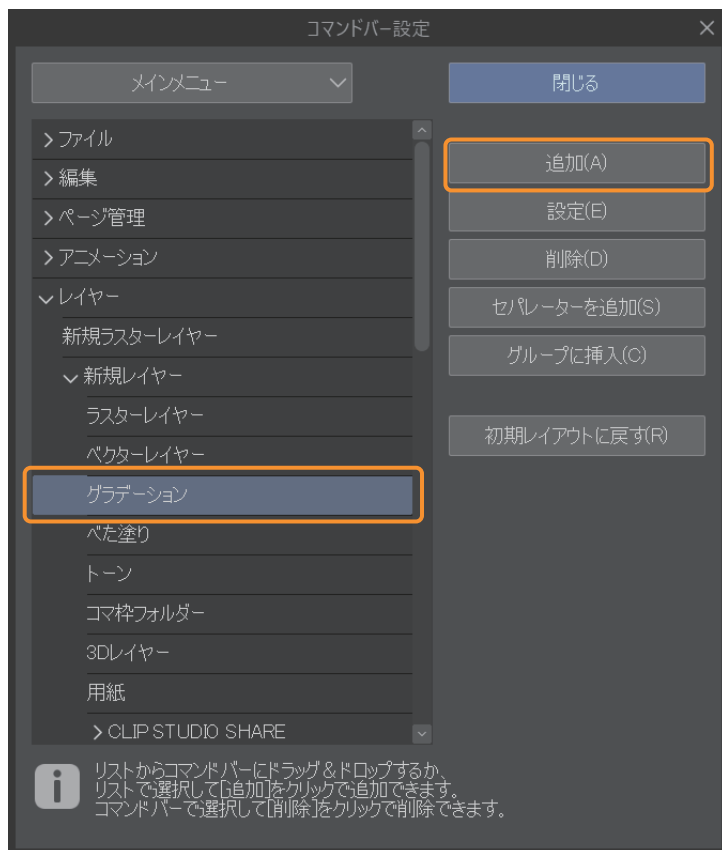 コマンドバー設定
メインメニュー
閉じる
ファイル
編集
ページ管理
アニメーション
レイヤー
新規ラスターレイヤー
新規レイヤー
ラスターレイヤー
ベクターレイヤー
グラデーション
べた塗り
トーン
コマ枠フォルダー
3Dレイヤー
用紙
CLIP STUDIO SHARE
追加(A)
設定(E)
削除(D)
セパレーターを追加(S)
グループに挿入(C)
初期レイアウトに戻す(R)
リストからコマンドバーにドラッグ&ドロップするか、
リストで選択して[追加]をクリックで追加できます。
コマンドバーで選択して[削除]をクリックで削除できます。